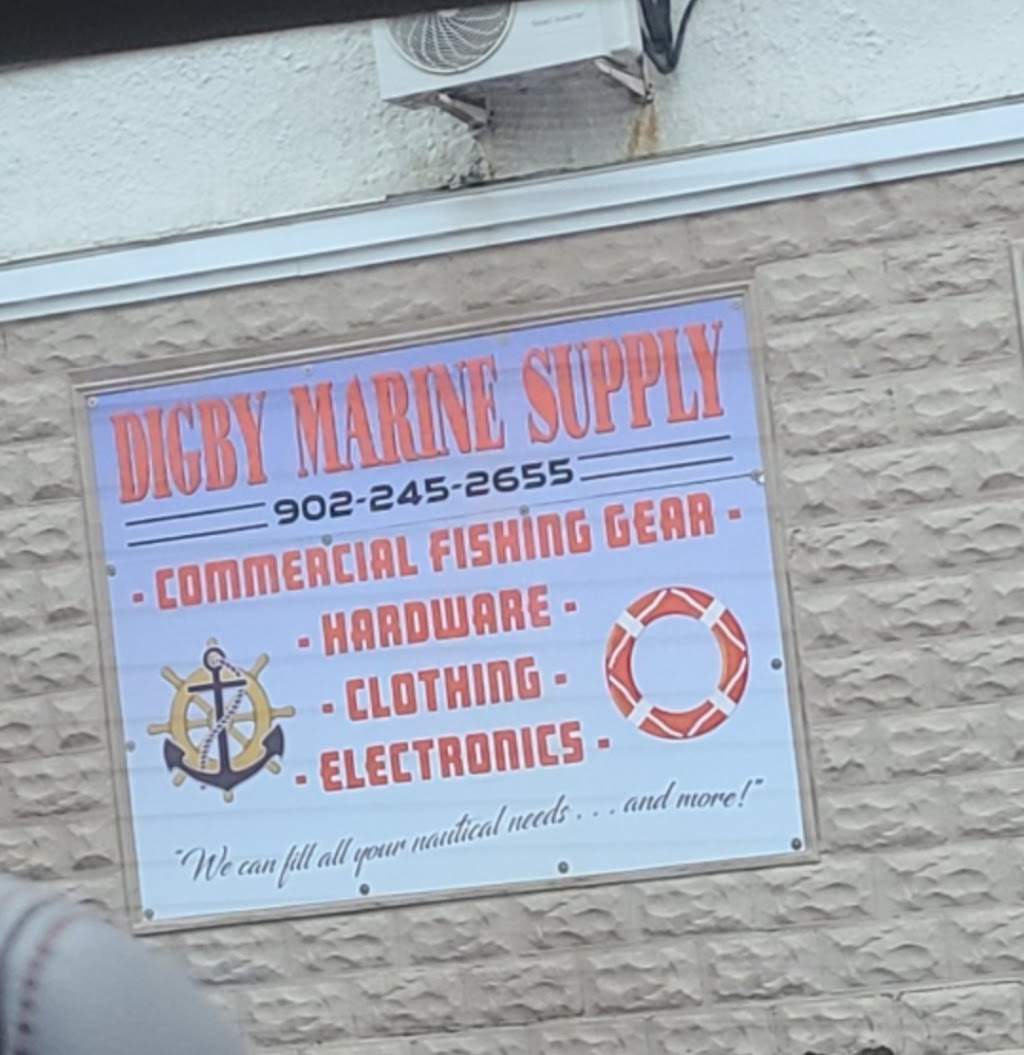 DIGBY MARINE SUPPLY
902-245-2655
- COMMERCIAL FISHING GEAR -
- HARDWARE -
- CLOTHING -
- ELECTRONICS -
"We can fill all your nautical needs . . . and more!"